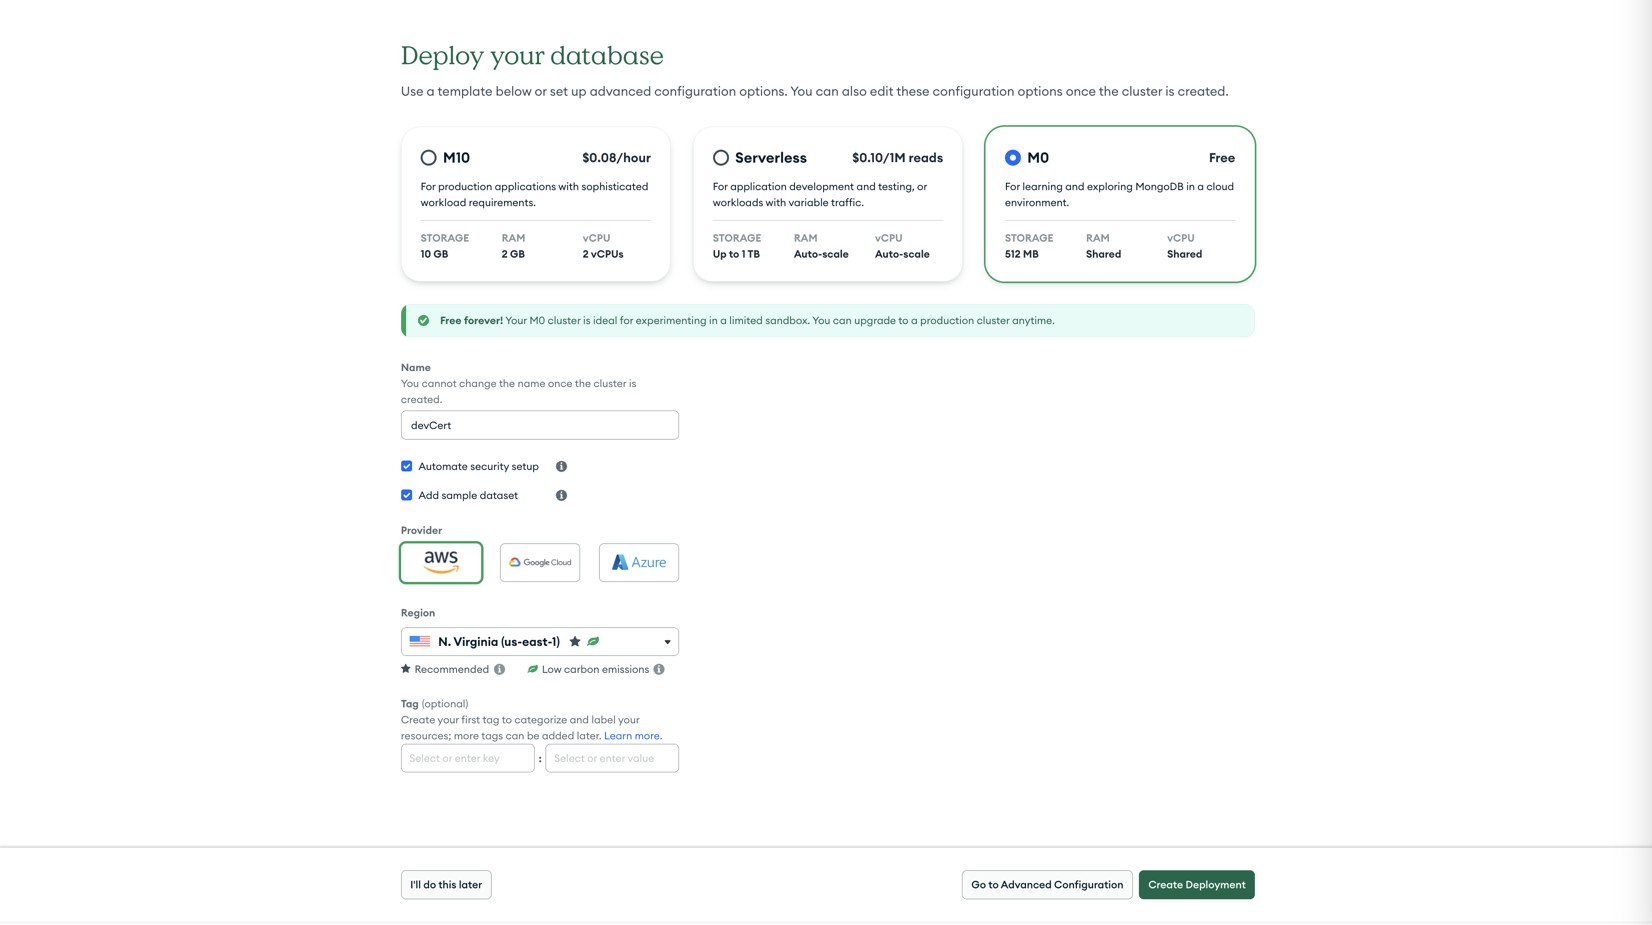 Deploy your database
Use a template below or set up advanced configuration options. You can also edit these configuration options once the cluster is created.
M10 $0.08/hour
For production applications with sophisticated
workload requirements.
STORAGE RAM vCPU
10 GB 2 GB 2 vCPUs
Serverless $0.10/1M reads
For application development and testing, or
workloads with variable traffic.
STORAGE RAM vCPU
Up to 1 TB Auto-scale Auto-scale
M0 Free
For learning and exploring MongoDB in a cloud
environment.
STORAGE RAM vCPU
512 MB Shared Shared
Free forever! Your M0 cluster is ideal for experimenting in a limited sandbox. You can upgrade to a production cluster anytime.
Name
You cannot change the name once the cluster is
created.
devCert
Automate security setup
Add sample dataset
Provider
aws Google Cloud Azure
Region
N. Virginia (us-east-1)
Recommended Low carbon emissions
Tag (optional)
Create your first tag to categorize and label your
resources; more tags can be added later. Learn more.
Select or enter key : Select or enter value
I'll do this later Go to Advanced Configuration Create Deployment